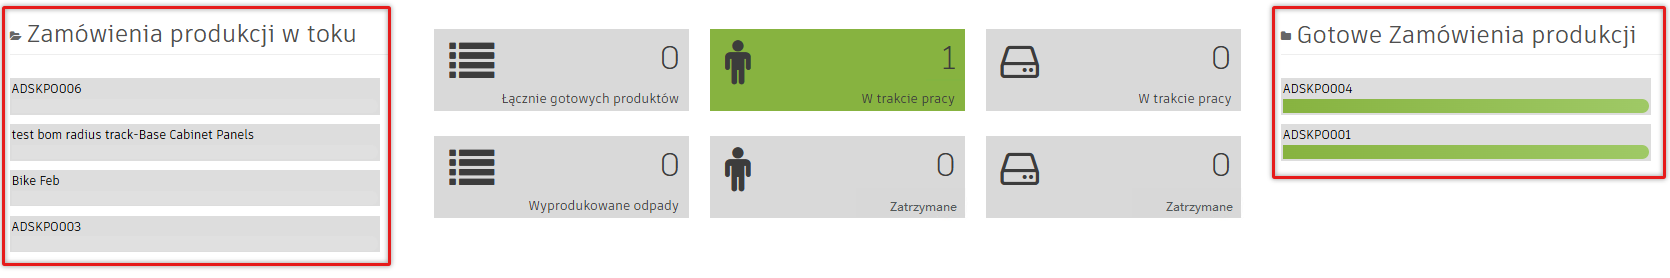 Zamówienia produkcji w toku
ADSKPO006
test bom radius track-Base Cabinet Panels
Bike Feb
ADSKPO003
0
Łącznie gotowych produktów
1
W trakcie pracy
0
W trakcie pracy
0
Wyprodukowane odpady
0
Zatrzymane
0
Zatrzymane
Gotowe Zamówienia produkcji
ADSKPO004
ADSKPO001